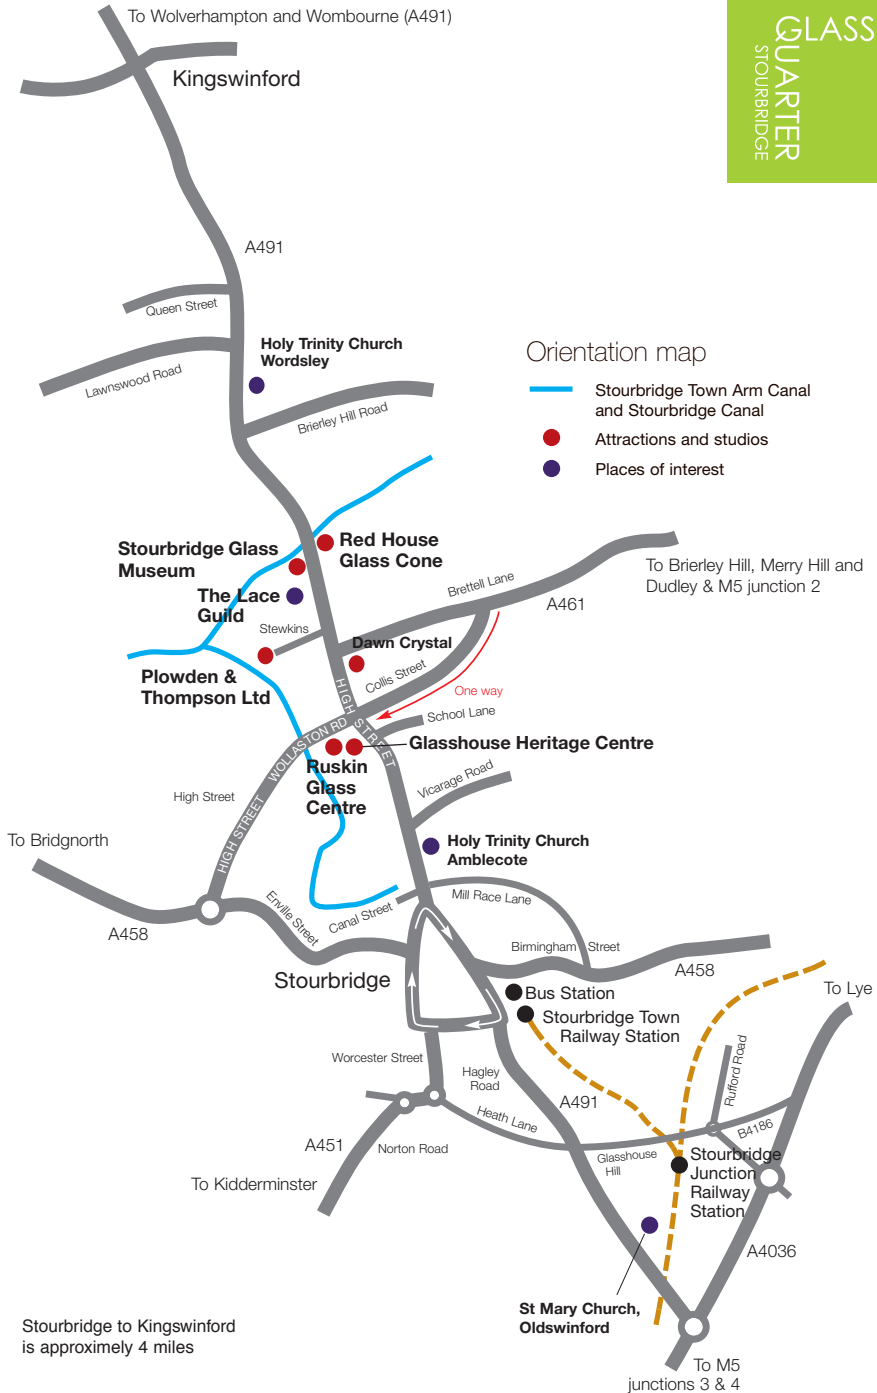 To Wolverhampton and Wombourne (A491)
GLASS
QUARTER
STOURBRIDGE
Kingswinford
A491
Queen Street
Holy Trinity Church
Wordsley
Lawnswood Road
Brierley Hill Road
Orientation map
Stourbridge Town Arm Canal
and Stourbridge Canal
Attractions and studios
Places of interest
Red House
Glass Cone
Stourbridge Glass
Museum
The Lace
Guild
Stewkins
Brettell Lane
A461
To Brierley Hill, Merry Hill and
Dudley & M5 junction 2
Dawn Crystal
Collis Street
Plowden &
Thompson Ltd
One way
HIGH STREET
School Lane
WOLLASTON RD
Glasshouse Heritage Centre
Ruskin
Glass
Centre
Vicarage Road
High Street
HIGH STREET
To Bridgnorth
Holy Trinity Church
Amblecote
Mill Race Lane
Canal Street
Enville Street
A458
Birmingham Street
A458
Stourbridge
Bus Station
Stourbridge Town
Railway Station
To Lye
Worcester Street
Hagley
Road
A491
Rufford Road
Heath Lane
B4186
A451
Norton Road
Glasshouse
Hill
Stourbridge
Junction
Railway
Station
To Kidderminster
A4036
St Mary Church,
Oldswinford
Stourbridge to Kingswinford
is approximely 4 miles
To M5
junctions 3 & 4